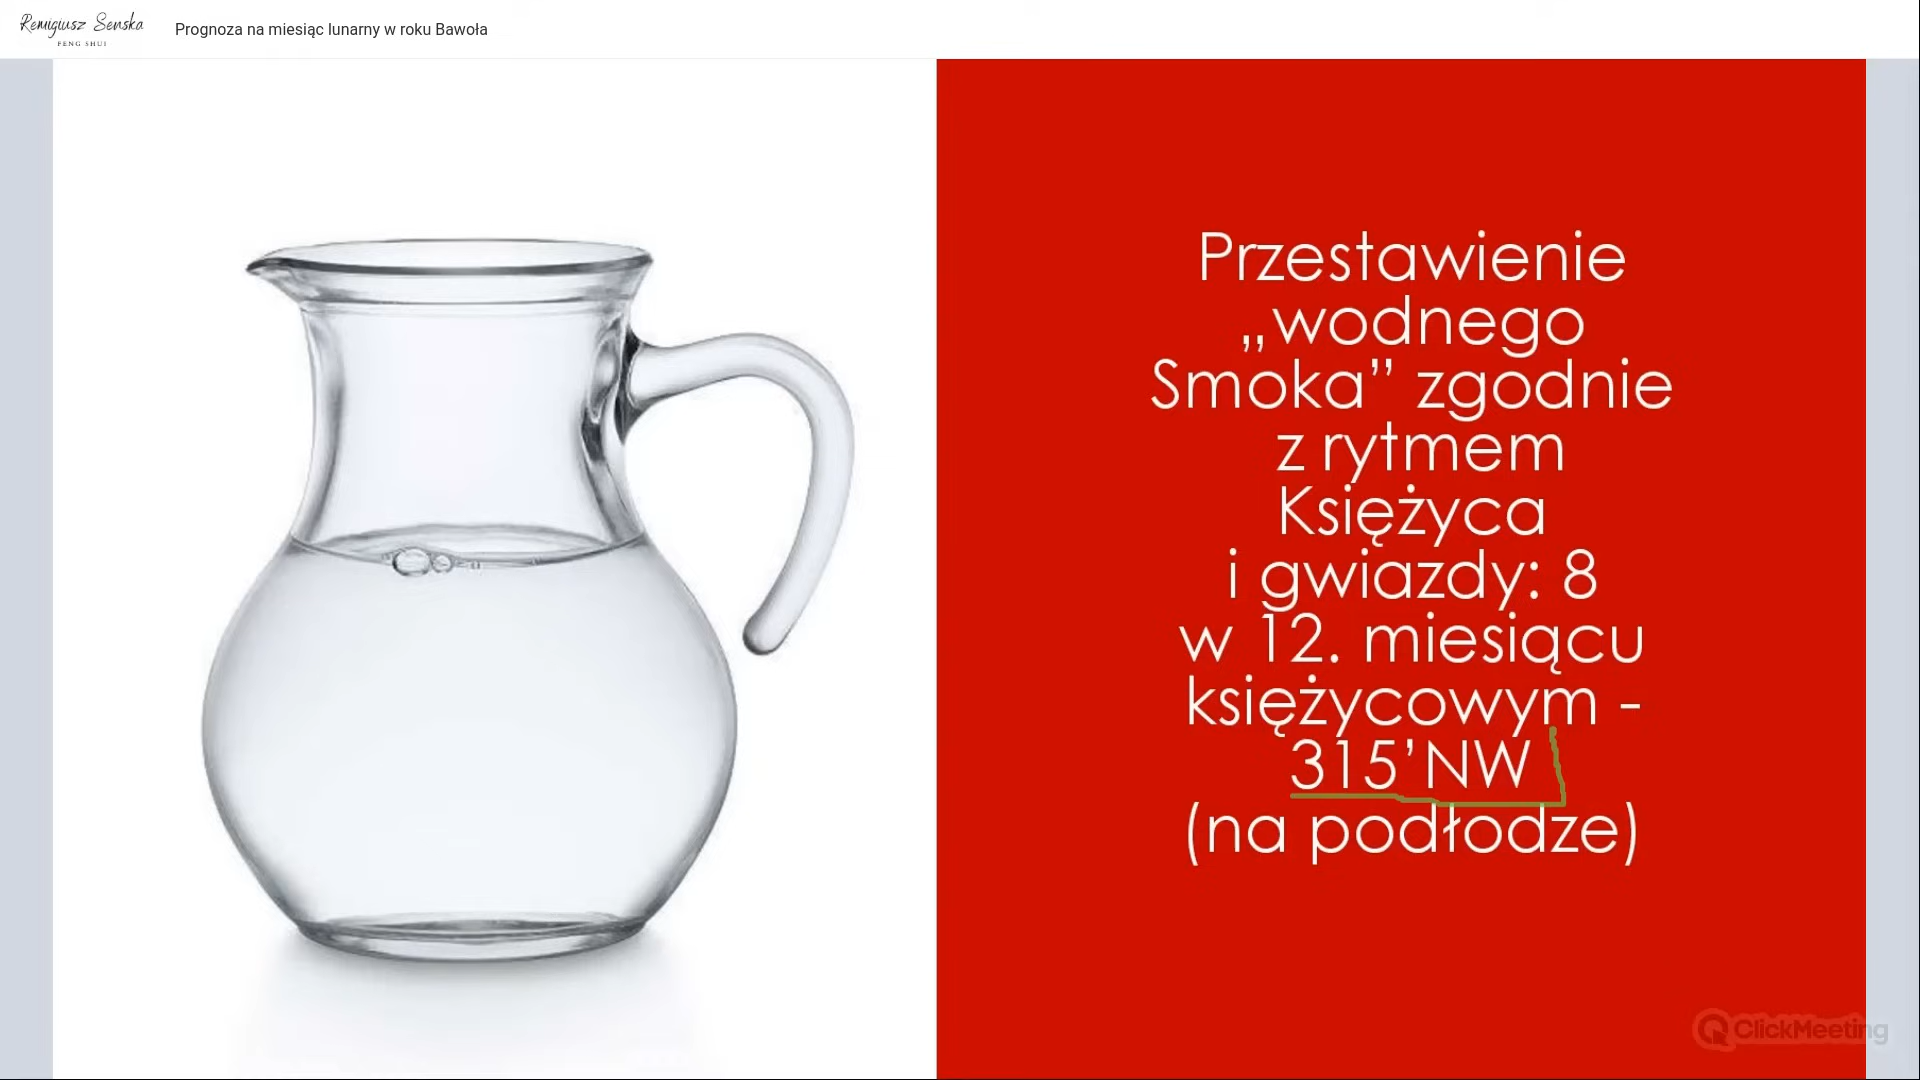 Remigiusz Senska
FENG SHUI
Prognoza na miesiąc lunarny w roku Bawoła
Przestawienie
„wodnego
Smoka” zgodnie
z rytmem
Księżyca
i gwiazdy: 8
w 12. miesiącu
księżycowym -
315’NW
(na podłodze)
ClickMeeting